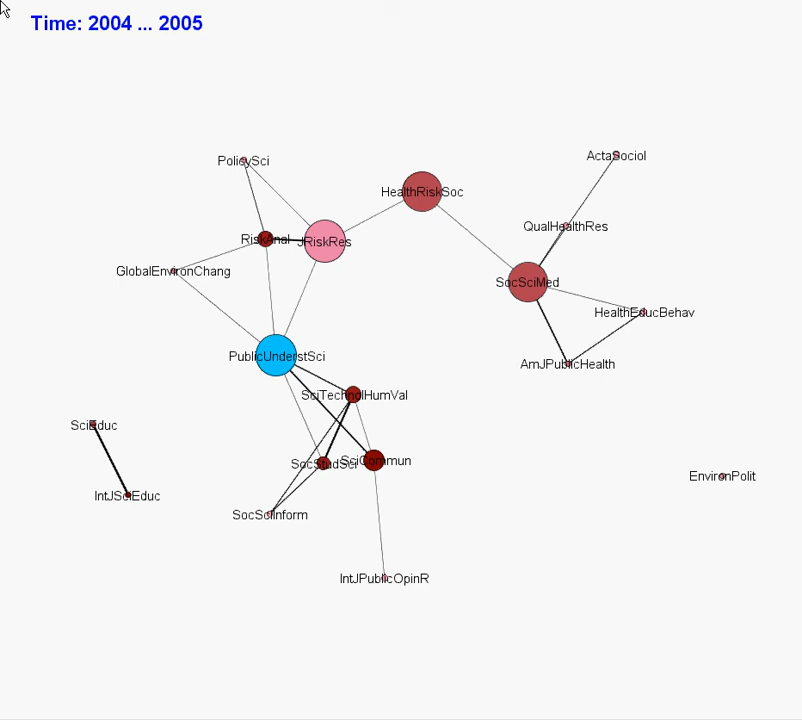 Time: 2004 ... 2005
ActaSociol
PolicySci
HealthRiskSoc
QualHealthRes
RiskAnal
JRiskRes
GlobalEnvironChang
SocSciMed
HealthEducBehav
PublicUnderstSci
AmJPublicHealth
SciTechnolHumVal
SciEduc
SocStudSci
SciCommun
EnvironPolit
IntJSciEduc
SocSciInform
IntJPublicOpinR